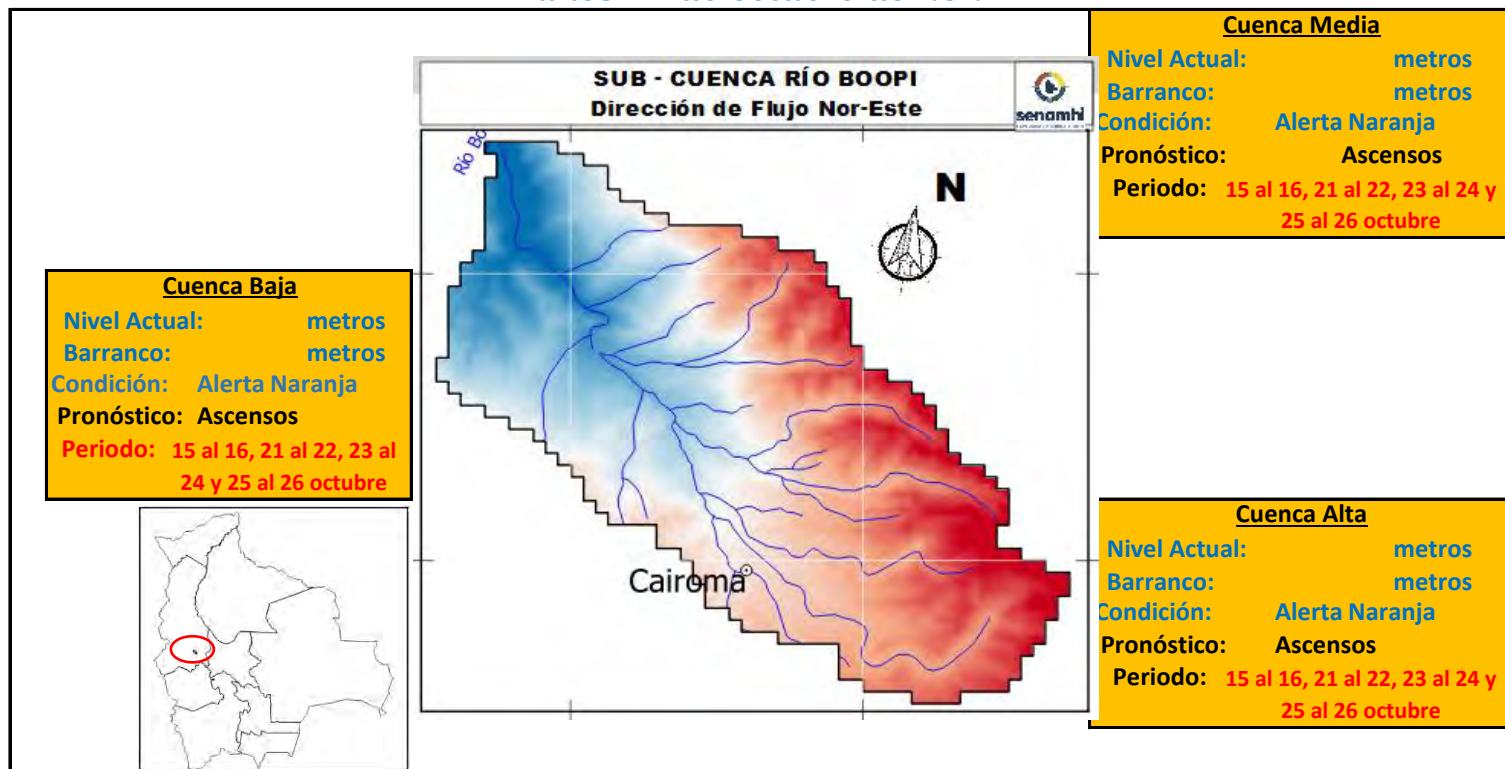 SUB - CUENCA RÍO BOOPI
Dirección de Flujo Nor-Este
senamhi
Río Bo
N
Cairoma
Cuenca Media
Nivel Actual: metros
Barranco: metros
Condición: Alerta Naranja
Pronóstico: Ascensos
Periodo: 15 al 16, 21 al 22, 23 al 24 y
25 al 26 octubre
Cuenca Baja
Nivel Actual: metros
Barranco: metros
Condición: Alerta Naranja
Pronóstico: Ascensos
Periodo: 15 al 16, 21 al 22, 23 al
24 y 25 al 26 octubre
Cuenca Alta
Nivel Actual: metros
Barranco: metros
Condición: Alerta Naranja
Pronóstico: Ascensos
Periodo: 15 al 16, 21 al 22, 23 al 24 y
25 al 26 octubre